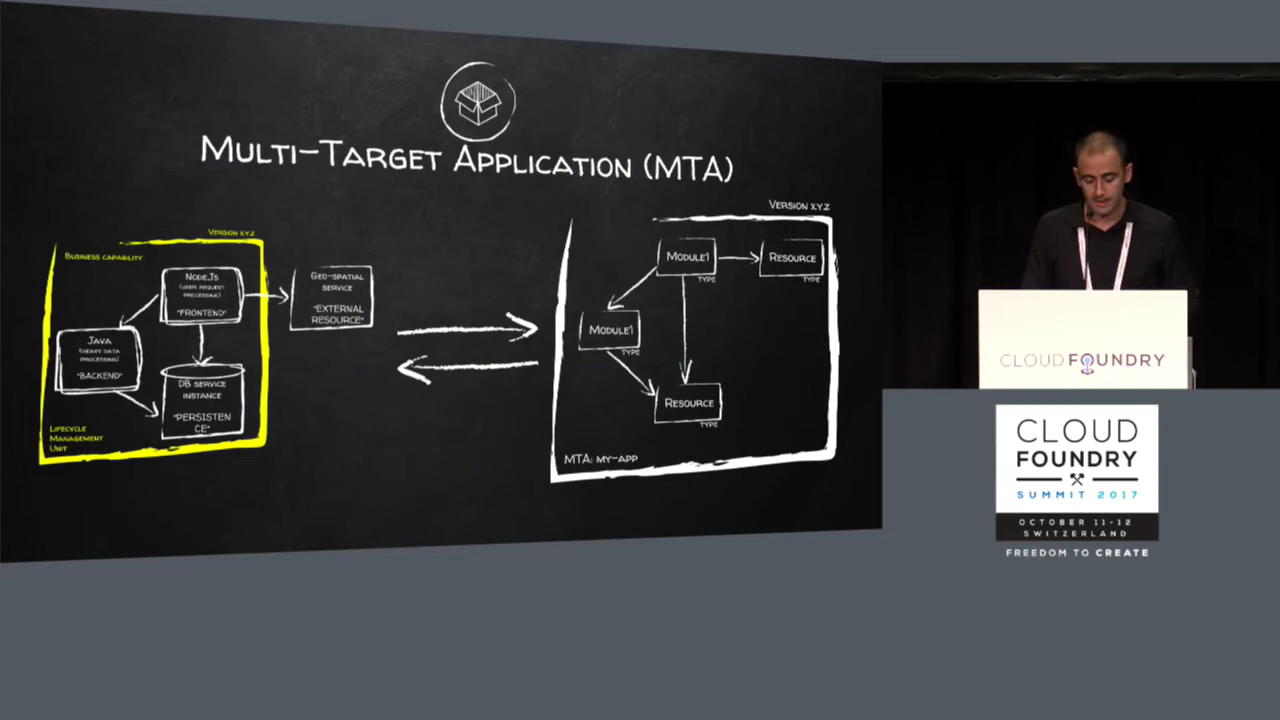 Multi-Target Application (MTA)
Version x.y.z
Business capability
Node.Js
(user request
processing)
"Frontend"
Java
(heavy data
processing)
"Backend"
DB service
instance
"Persisten
ce"
Lifecycle
Management
Unit
Geo-spatial
service
"External
Resource"
Version x.y.z
Module1
type
Resource
type
Module1
type
Resource
type
MTA: my-app
CLOUDFOUNDRY
CLOUD
FOUNDRY
SUMMIT 2017
OCTOBER 11-12
SWITZERLAND
FREEDOM TO CREATE